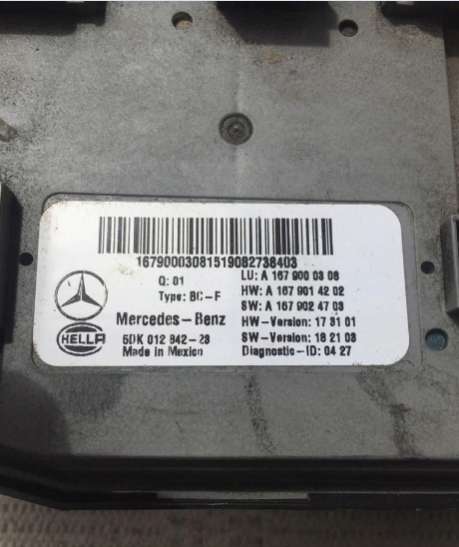 16790003081519082738403
Q: 01
Type: BC-F
Mercedes-Benz
HELLA
5DK 012 842-28
Made in Mexico
LU: A 167 900 03 08
HW: A 167 901 42 02
SW: A 167 902 47 03
HW-Version: 17 31 01
SW-Version: 18 21 03
Diagnostic-ID: 04 27